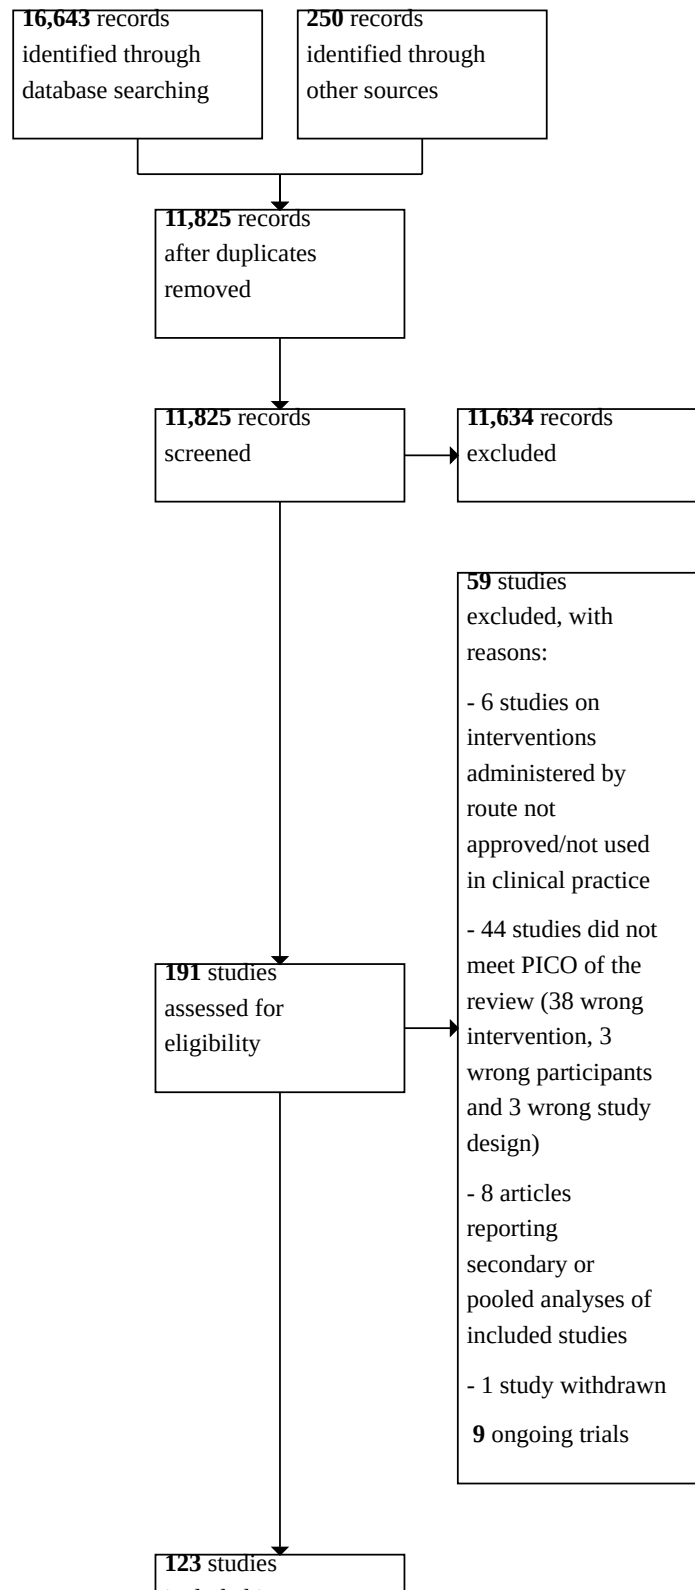 16,643 records
identified through
database searching
250 records
identified through
other sources
11,825 records
after duplicates
removed
11,825 records
screened
11,634 records
excluded
59 studies
excluded, with
reasons:
- 6 studies on
interventions
administered by
route not
approved/not used
in clinical practice
- 44 studies did not
meet PICO of the
review (38 wrong
intervention, 3
wrong participants
and 3 wrong study
design)
- 8 articles
reporting
secondary or
pooled analyses of
included studies
- 1 study withdrawn
9 ongoing trials
191 studies
assessed for
eligibility
123 studies